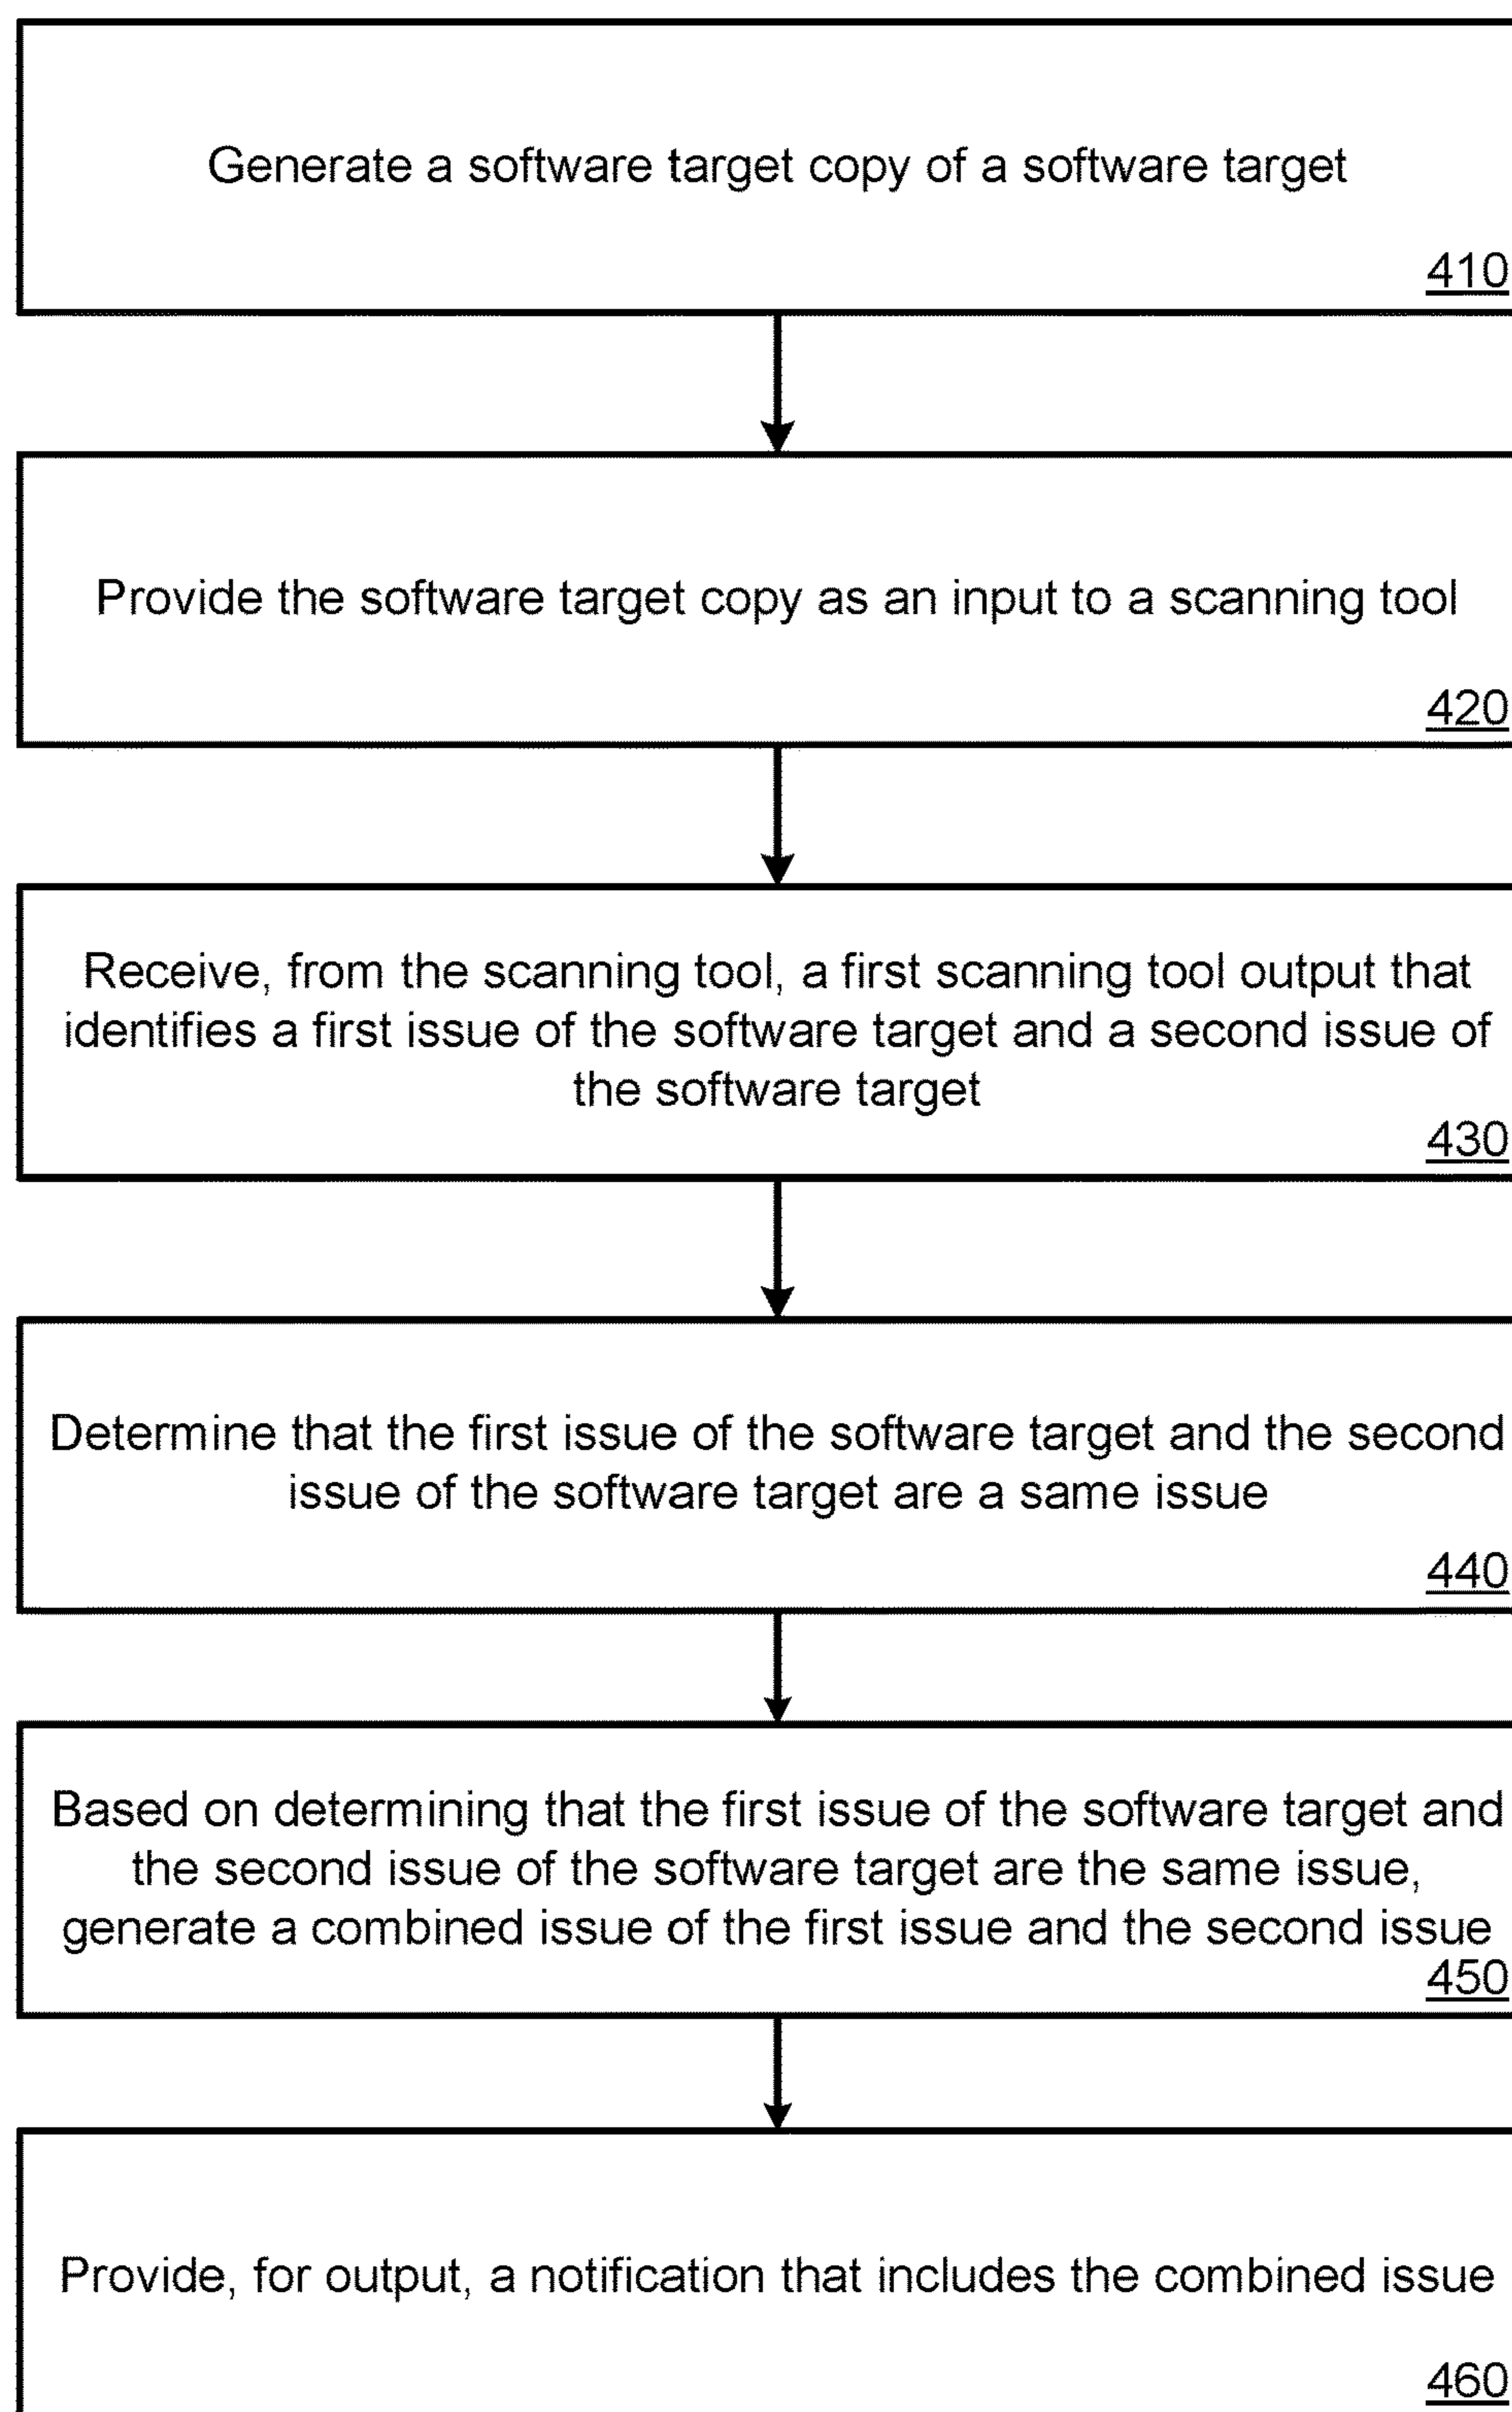 Generate a software target copy of a software target
410
Provide the software target copy as an input to a scanning tool
420
Receive, from the scanning tool, a first scanning tool output that
identifies a first issue of the software target and a second issue of
the software target
430
Determine that the first issue of the software target and the second
issue of the software target are a same issue
440
Based on determining that the first issue of the software target and
the second issue of the software target are the same issue,
generate a combined issue of the first issue and the second issue
450
Provide, for output, a notification that includes the combined issue
460